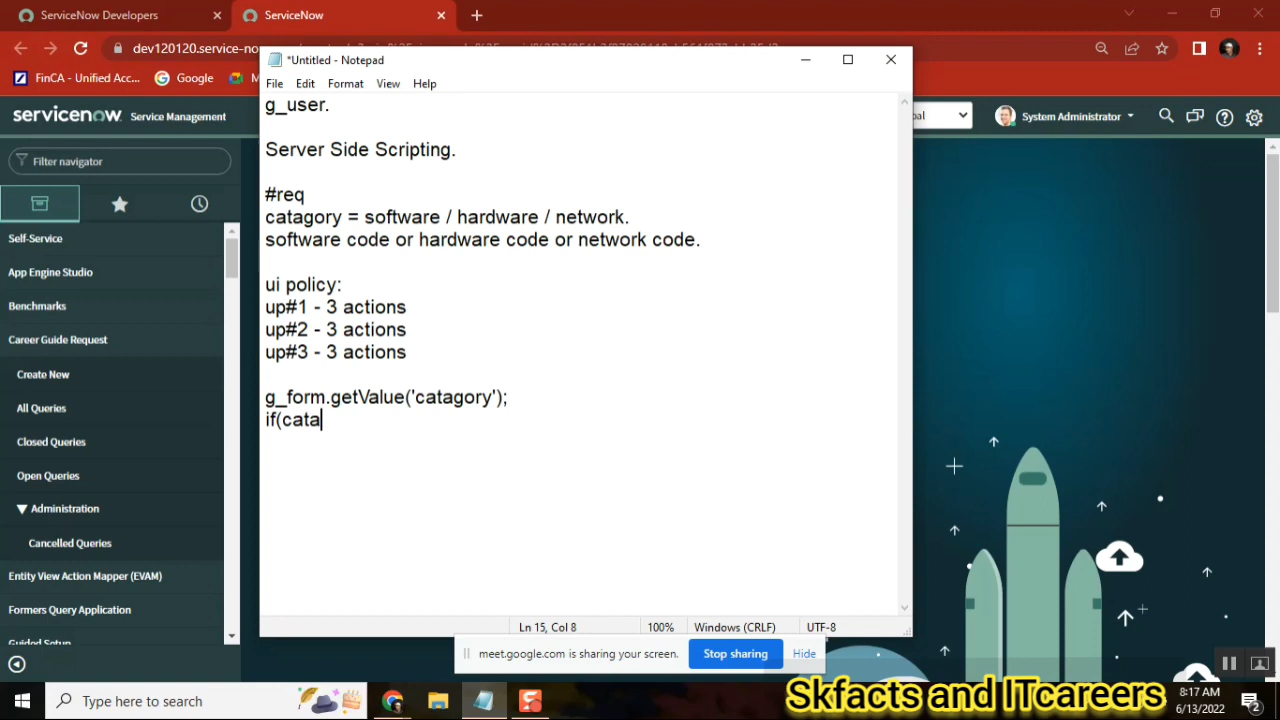 ServiceNow Developers
ServiceNow
dev120120.service-no
FinCA - Unified Acc...
Google
*Untitled - Notepad
File Edit Format View Help
servicenow Service Management
System Administrator
Filter navigator
Self-Service
App Engine Studio
Benchmarks
Career Guide Request
Create New
All Queries
Closed Queries
Open Queries
Administration
Cancelled Queries
Entity View Action Mapper (EVAM)
Formers Query Application
Guided Setup
g_user.
Server Side Scripting.
#req
catagory = software / hardware / network.
software code or hardware code or network code.
ui policy:
up#1 - 3 actions
up#2 - 3 actions
up#3 - 3 actions
g_form.getValue('catagory');
if(cata
Ln 15, Col 8 100% Windows (CRLF) UTF-8
meet.google.com is sharing your screen. Stop sharing Hide
Skfacts and ITcareers
Type here to search
8:17 AM
6/13/2022
2